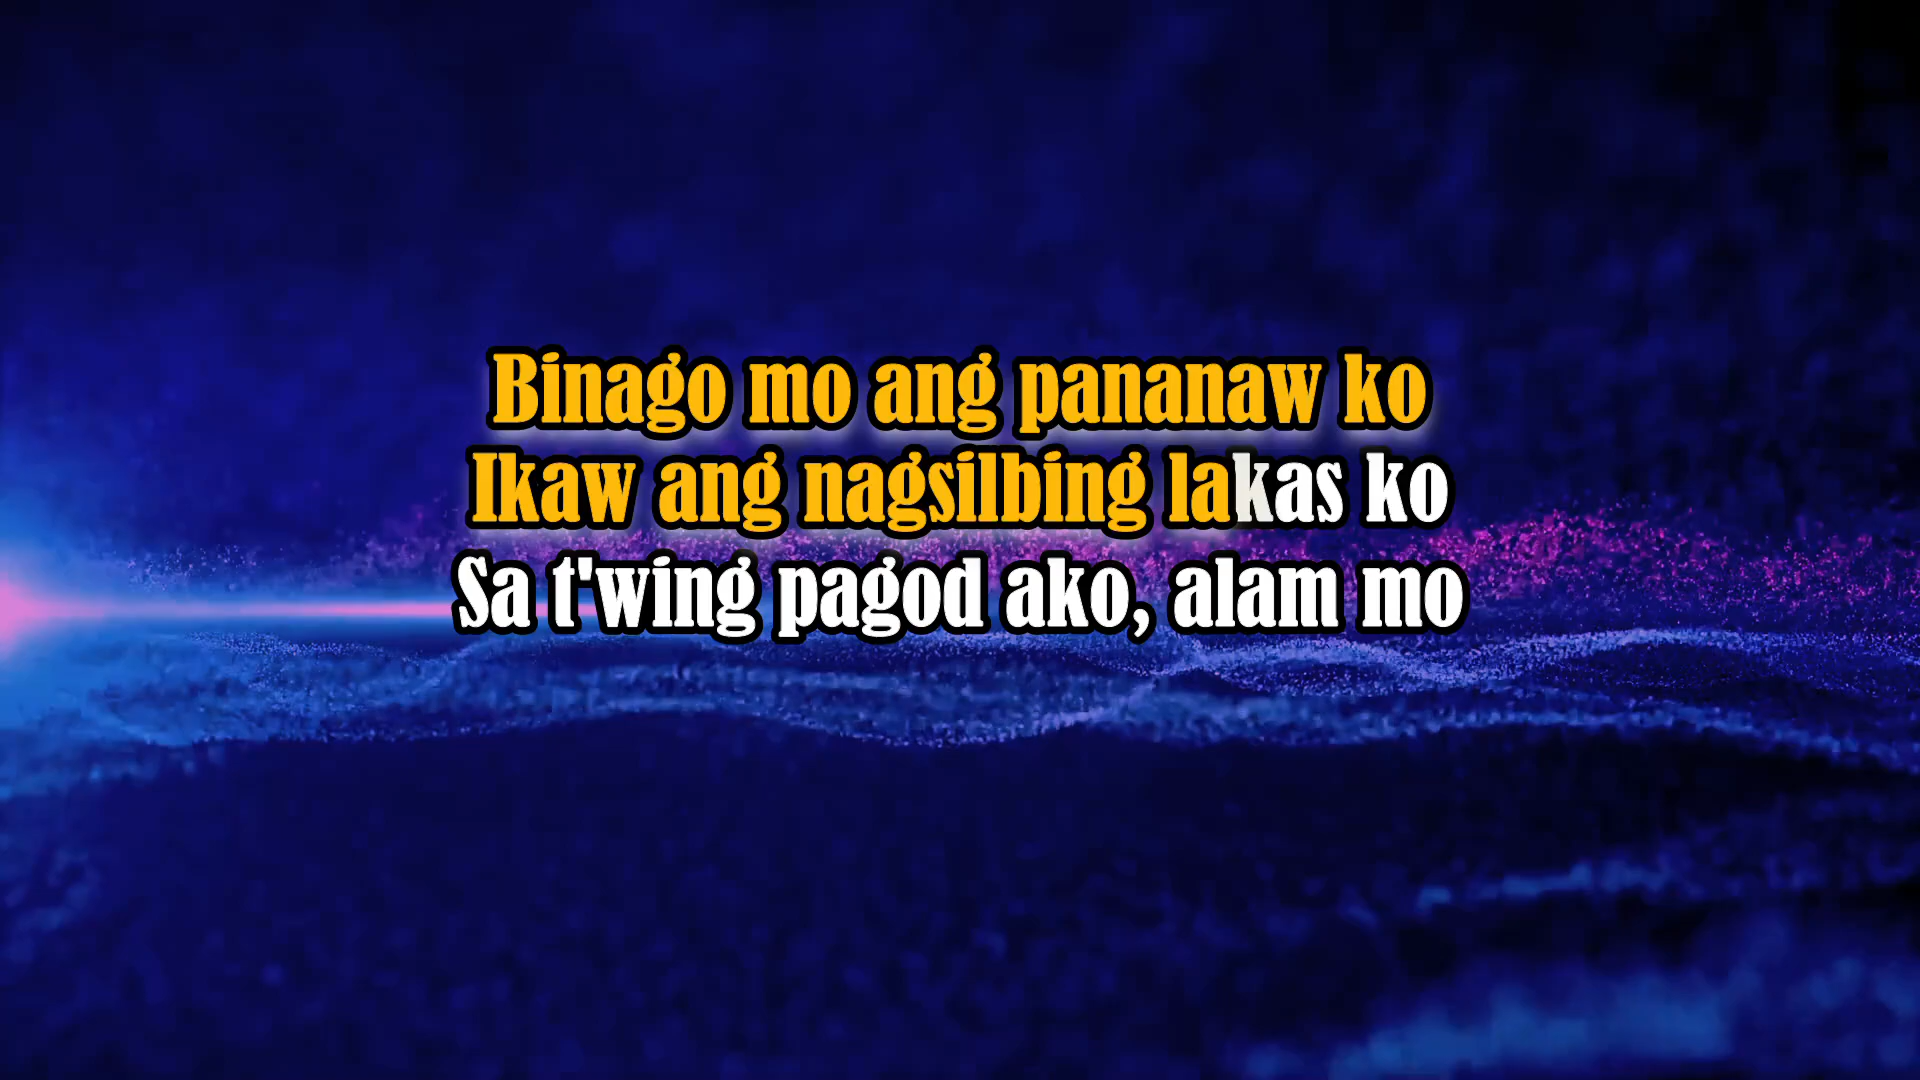 Binago mo ang pananaw ko
Ikaw ang nagsilbing lakas ko
Sa t'wing pagod ako, alam mo